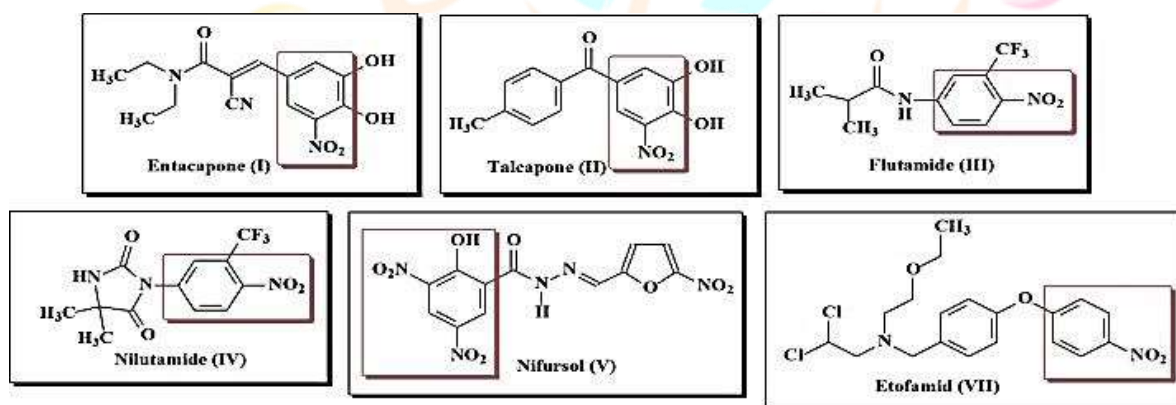 O
OH
H₃C
N
CN
OH
H₃C
NO₂
Entacapone (I)
O
OH
H₃C
OH
NO₂
Talcapone (II)
CF₃
O
H₃C
N
H
NO₂
CH₃
Flutamide (III)
O
CF₃
HN
N
NO₂
H₃C
O
H₃C
Nilutamide (IV)
OH
O
O₂N
N
N
H
O
NO₂
NO₂
Nifursol (V)
CH₃
O
Cl
O
Cl
N
NO₂
Etofamid (VII)